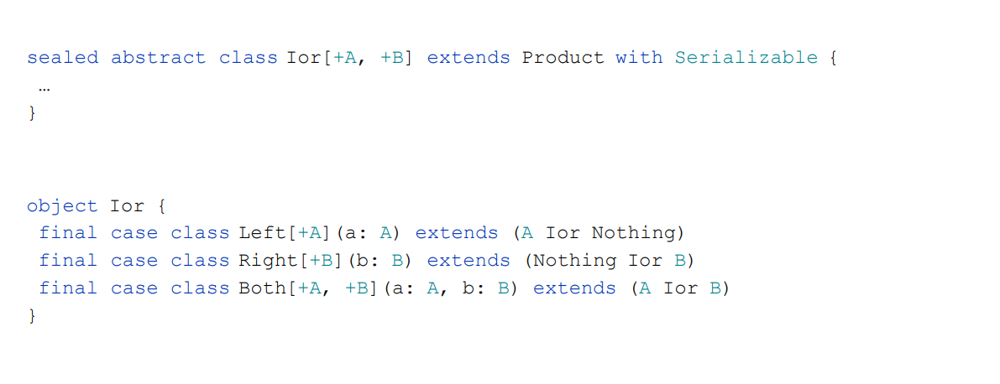 sealed abstract class Ior[+A, +B] extends Product with Serializable {
…
}
object Ior {
final case class Left[+A](a: A) extends (A Ior Nothing)
final case class Right[+B](b: B) extends (Nothing Ior B)
final case class Both[+A, +B](a: A, b: B) extends (A Ior B)
}